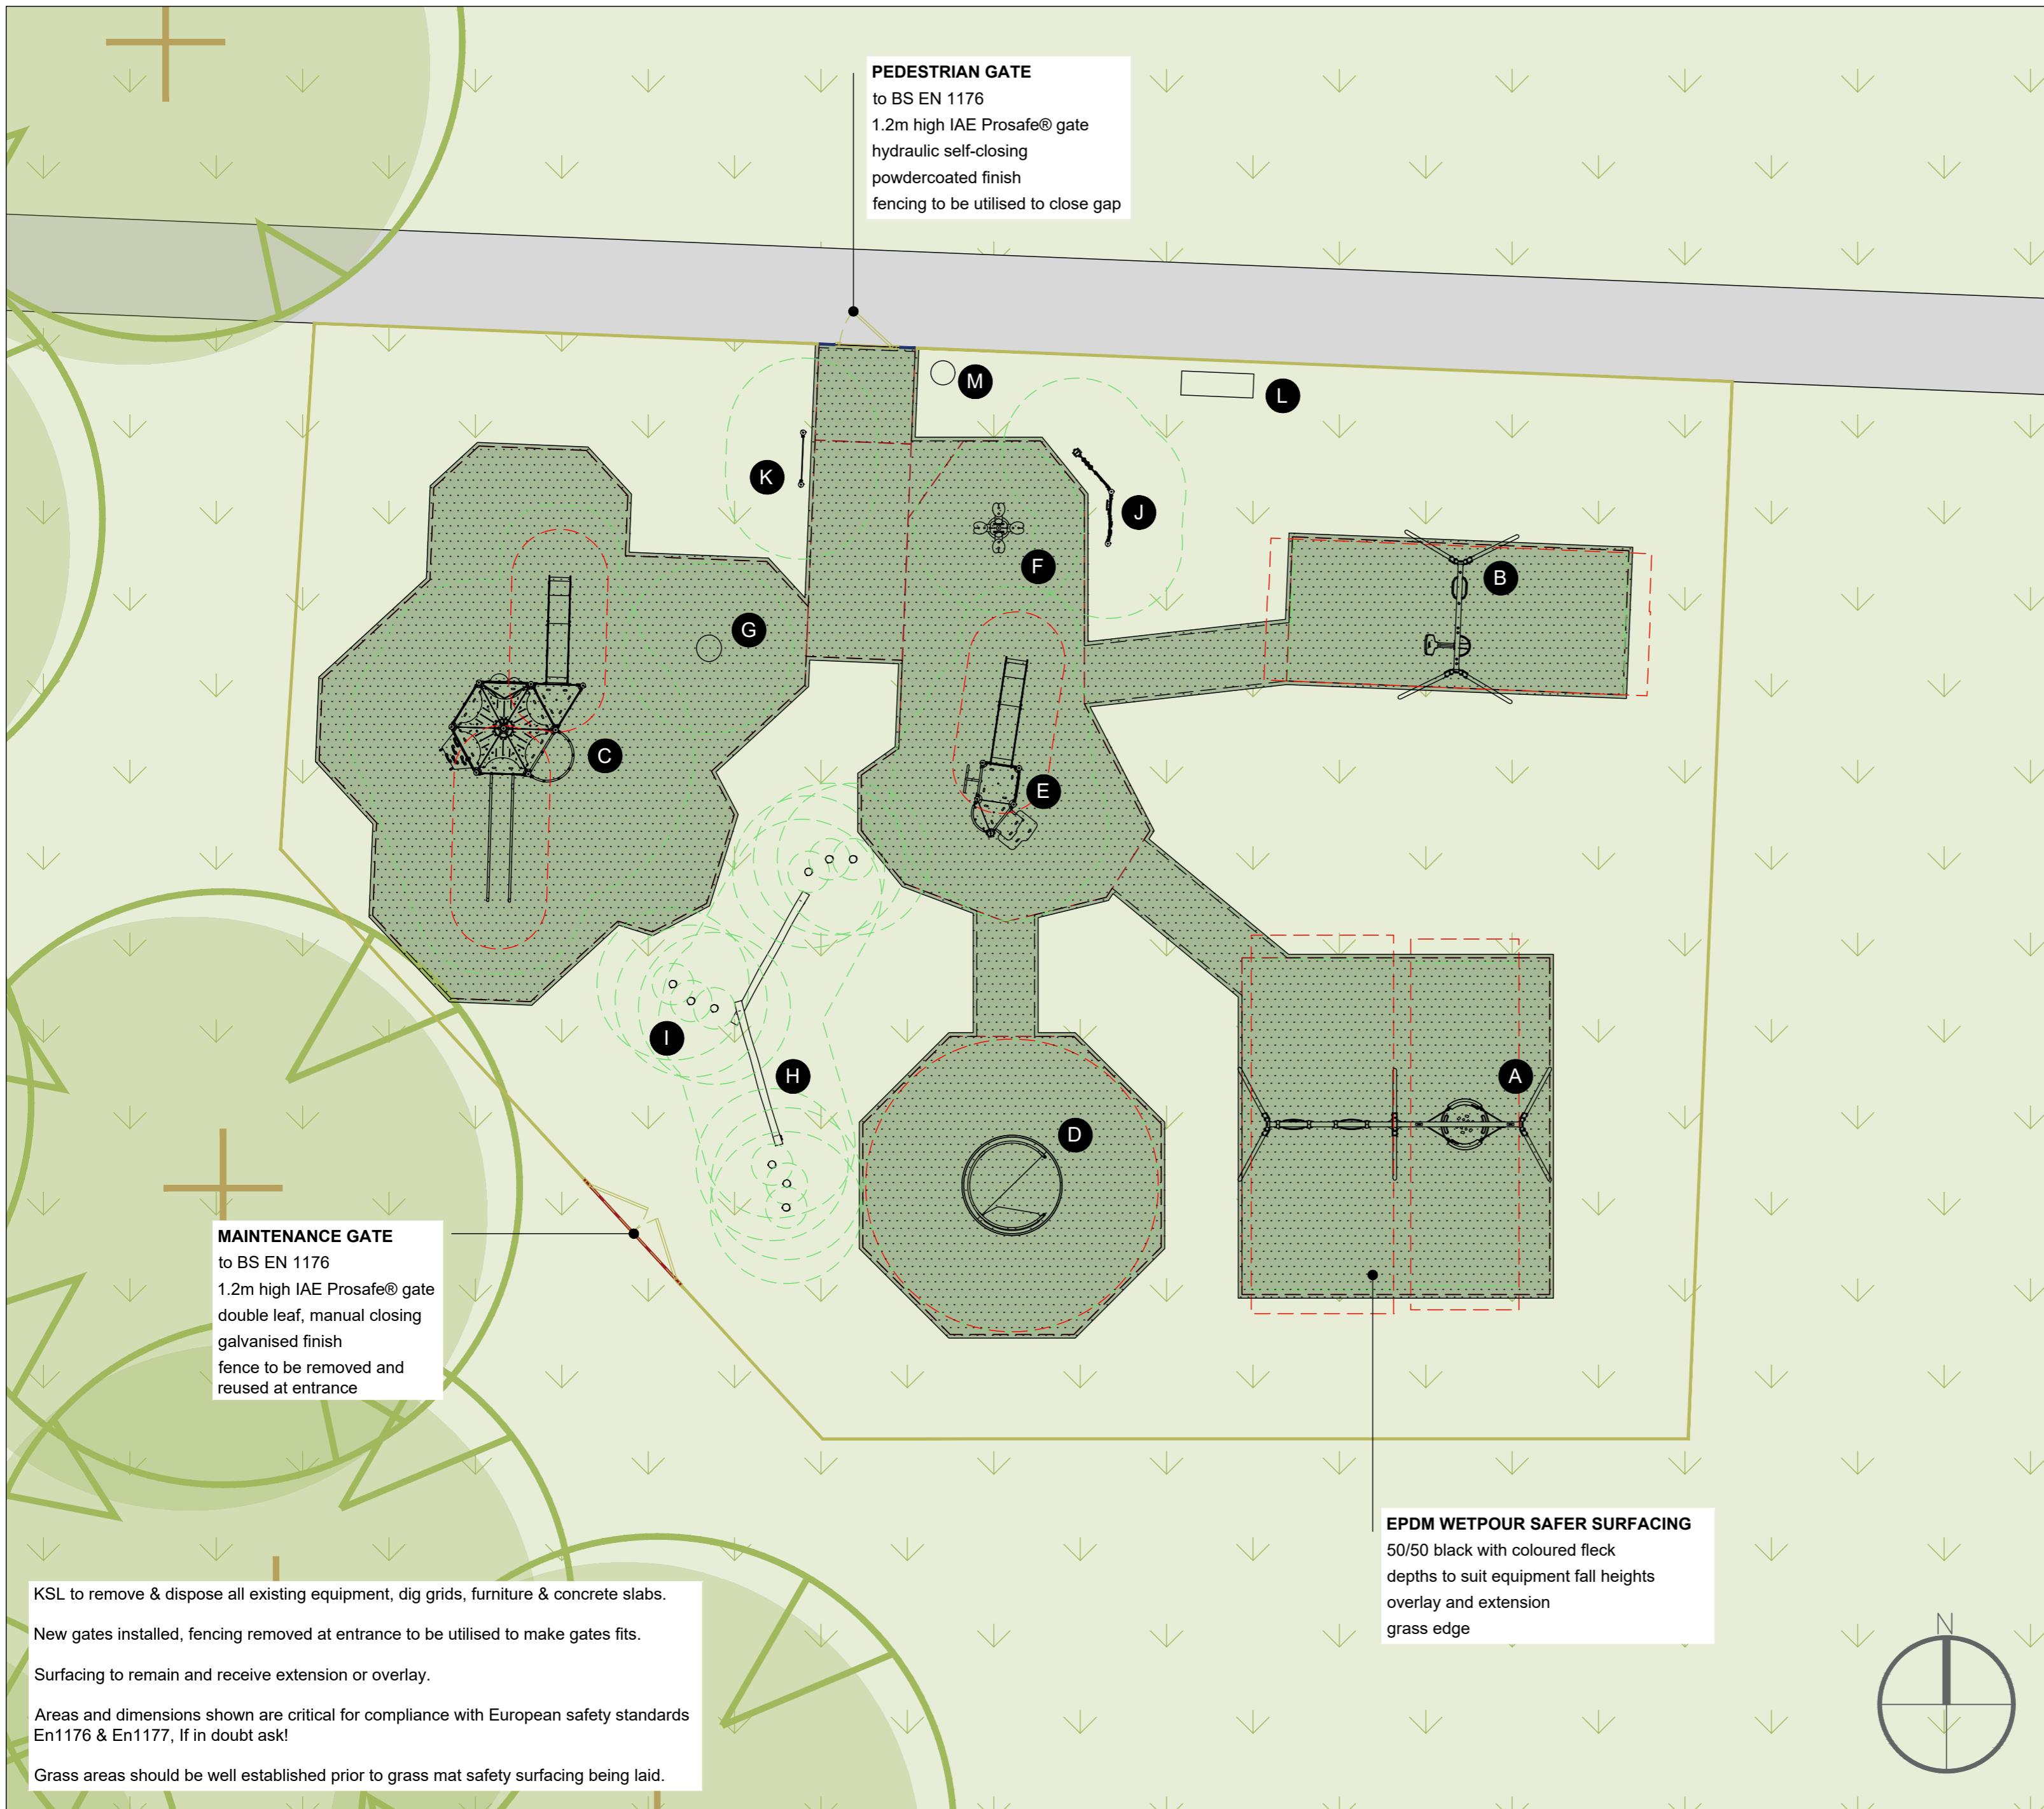 PEDESTRIAN GATE
to BS EN 1176
1.2m high IAE Prosafe® gate
hydraulic self-closing
powdercoated finish
fencing to be utilised to close gap
M
L
K
J
B
F
G
C
E
I
H
A
D
MAINTENANCE GATE
to BS EN 1176
1.2m high IAE Prosafe® gate
double leaf, manual closing
galvanised finish
fence to be removed and
reused at entrance
EPDM WETPOUR SAFER SURFACING
50/50 black with coloured fleck
depths to suit equipment fall heights
overlay and extension
grass edge
KSL to remove & dispose all existing equipment, dig grids, furniture & concrete slabs.
New gates installed, fencing removed at entrance to be utilised to make gates fits.
Surfacing to remain and receive extension or overlay.
Areas and dimensions shown are critical for compliance with European safety standards
En1176 & En1177, If in doubt ask!
Grass areas should be well established prior to grass mat safety surfacing being laid.
N